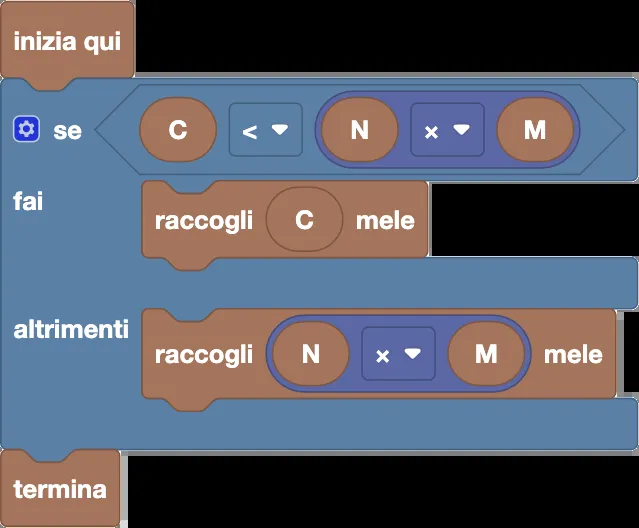 inizia qui
se C < N × M
fai
raccogli C mele
altrimenti
raccogli N × M mele
termina